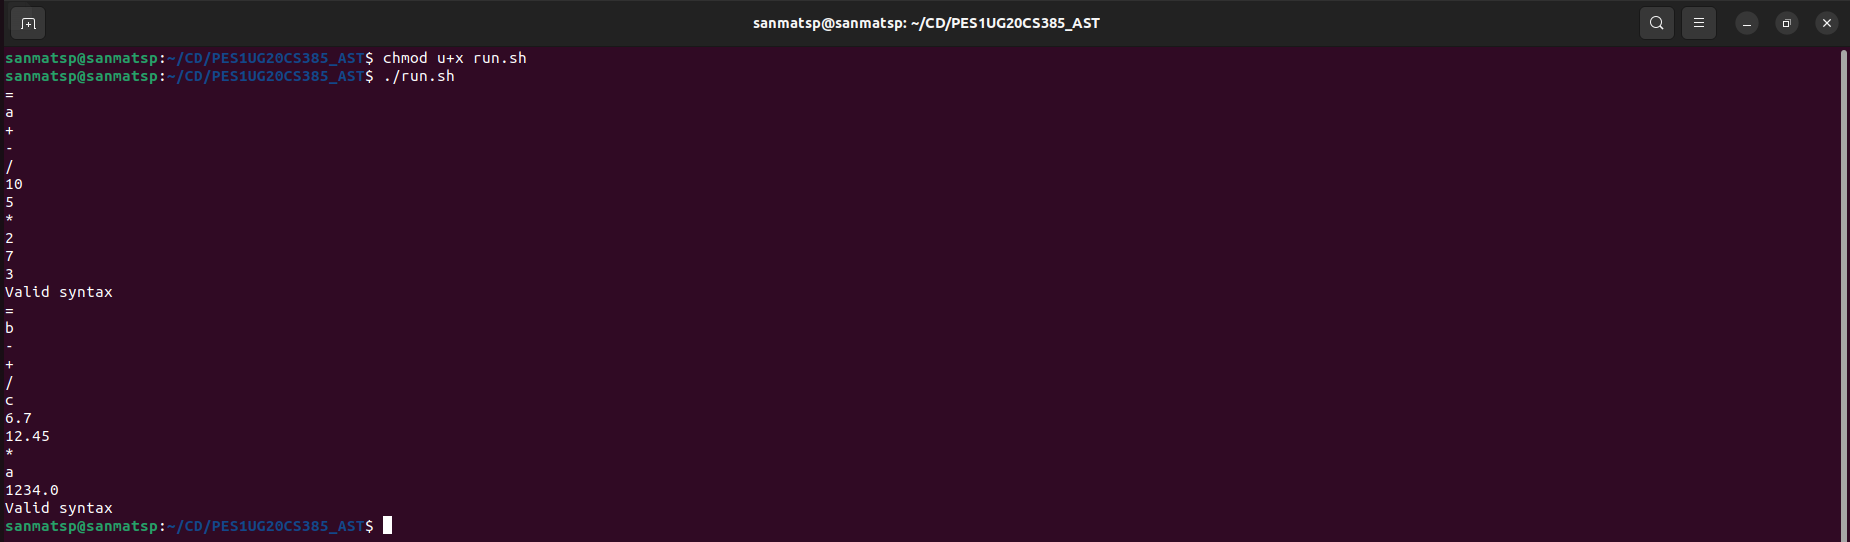 sanmatsp@sanmatsp: ~/CD/PES1UG20CS385_AST
sanmatsp@sanmatsp:~/CD/PES1UG20CS385_AST$ chmod u+x run.sh
sanmatsp@sanmatsp:~/CD/PES1UG20CS385_AST$ ./run.sh
=
a
+
-
/
10
5
*
2
7
3
Valid syntax
=
b
-
+
/
c
6.7
12.45
*
a
1234.0
Valid syntax
sanmatsp@sanmatsp:~/CD/PES1UG20CS385_AST$